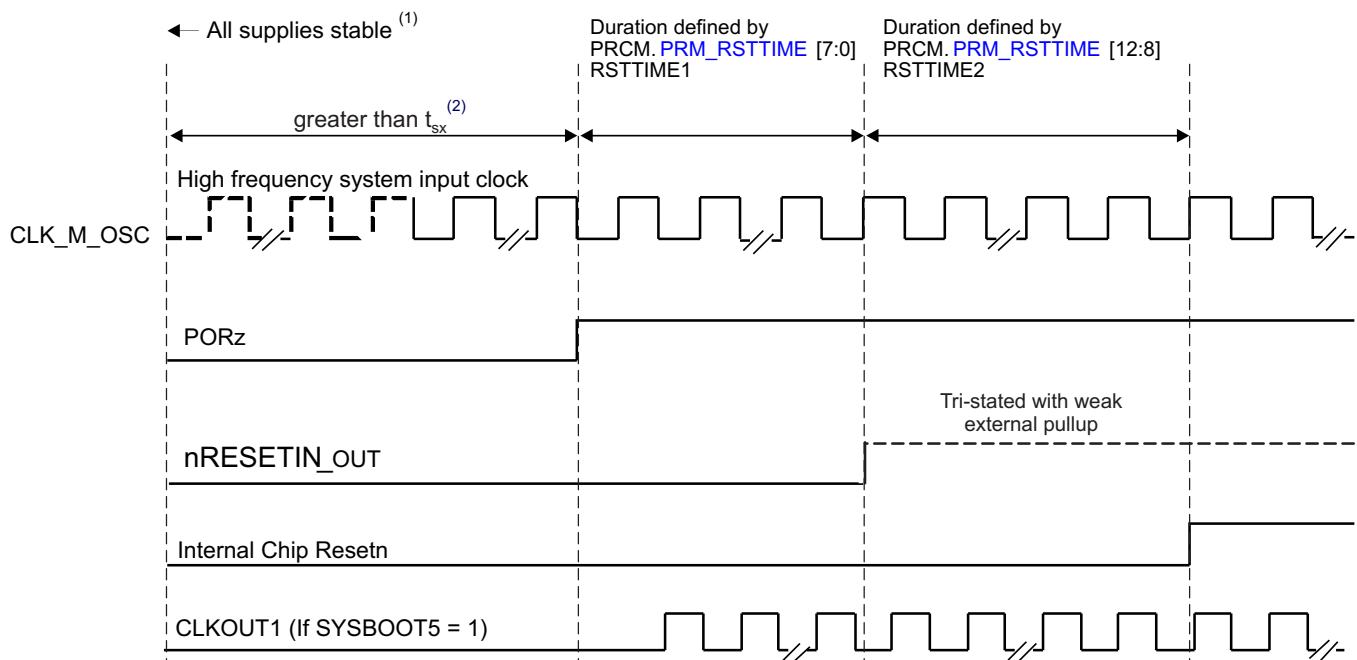 All supplies stable (1)
Duration defined by
PRCM. PRM_RSTTIME [7:0]
RSTTIME1
Duration defined by
PRCM. PRM_RSTTIME [12:8]
RSTTIME2
greater than tsx(2)
High frequency system input clock
CLK_M_OSC
PORz
Tri-stated with weak
external pullup
nRESETIN_OUT
Internal Chip Resetn
CLKOUT1 (If SYSBOOT5 = 1)